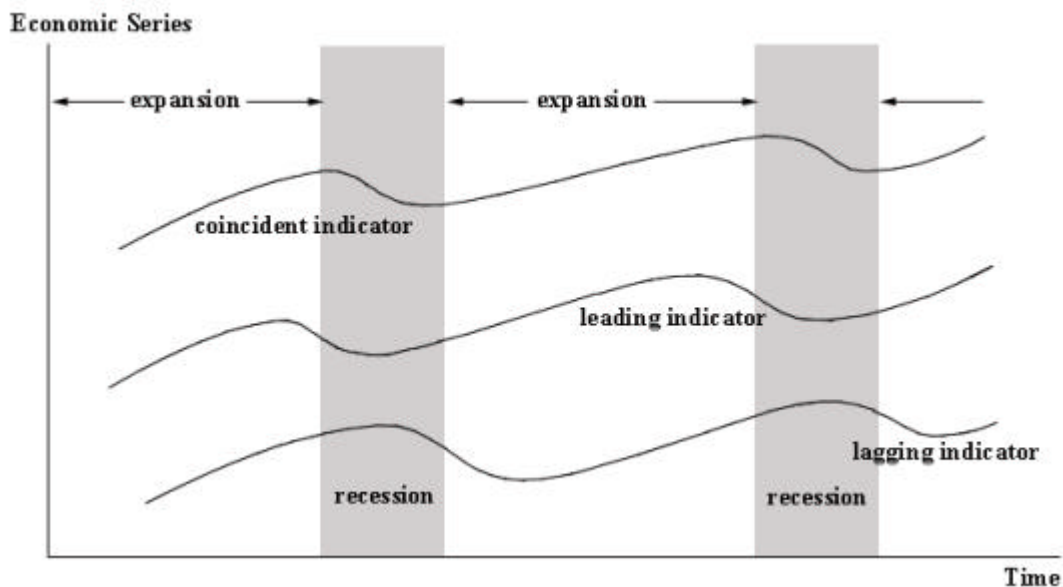 Economic Series
expansion
expansion
coincident indicator
leading indicator
lagging indicator
recession
recession
Time